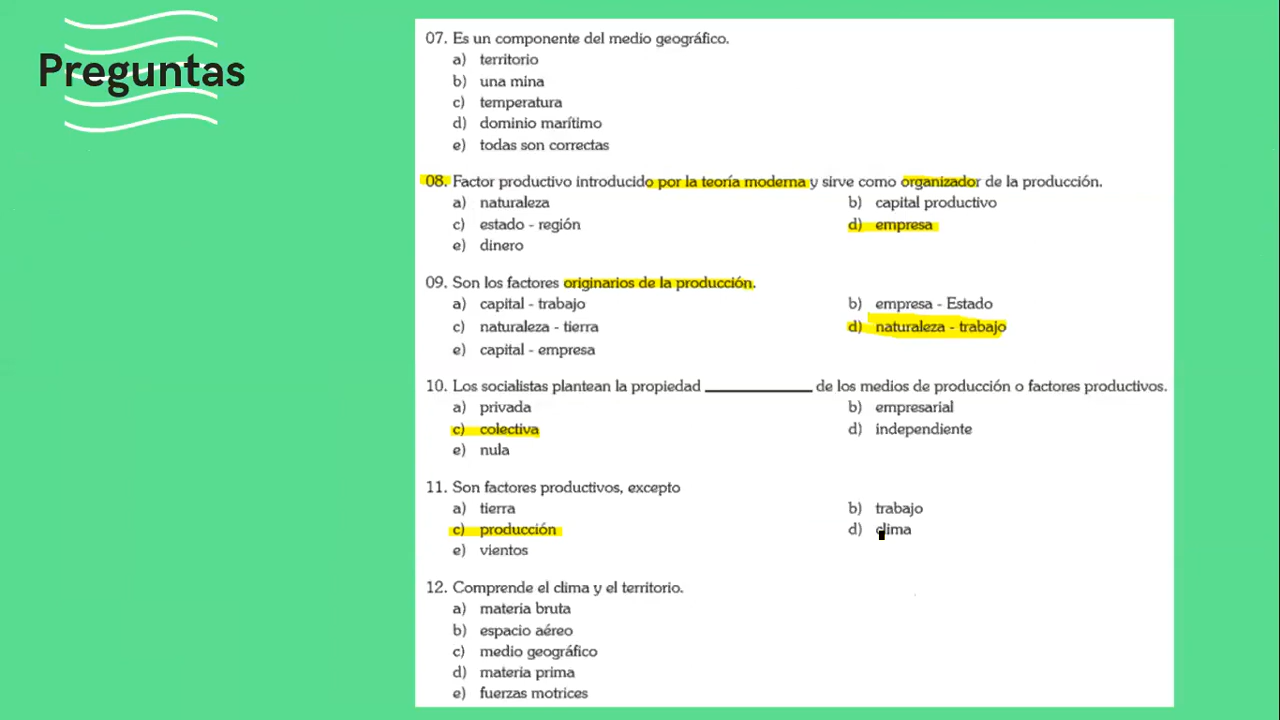 Preguntas
07. Es un componente del medio geográfico.
a) territorio
b) una mina
c) temperatura
d) dominio marítimo
e) todas son correctas
08. Factor productivo introducido por la teoría moderna y sirve como organizador de la producción.
a) naturaleza b) capital productivo
c) estado - región d) empresa
e) dinero
09. Son los factores originarios de la producción.
a) capital - trabajo b) empresa - Estado
c) naturaleza - tierra d) naturaleza - trabajo
e) capital - empresa
10. Los socialistas plantean la propiedad ____________ de los medios de producción o factores productivos.
a) privada b) empresarial
c) colectiva d) independiente
e) nula
11. Son factores productivos, excepto
a) tierra b) trabajo
c) producción d) clima
e) vientos
12. Comprende el clima y el territorio.
a) materia bruta
b) espacio aéreo
c) medio geográfico
d) materia prima
e) fuerzas motrices